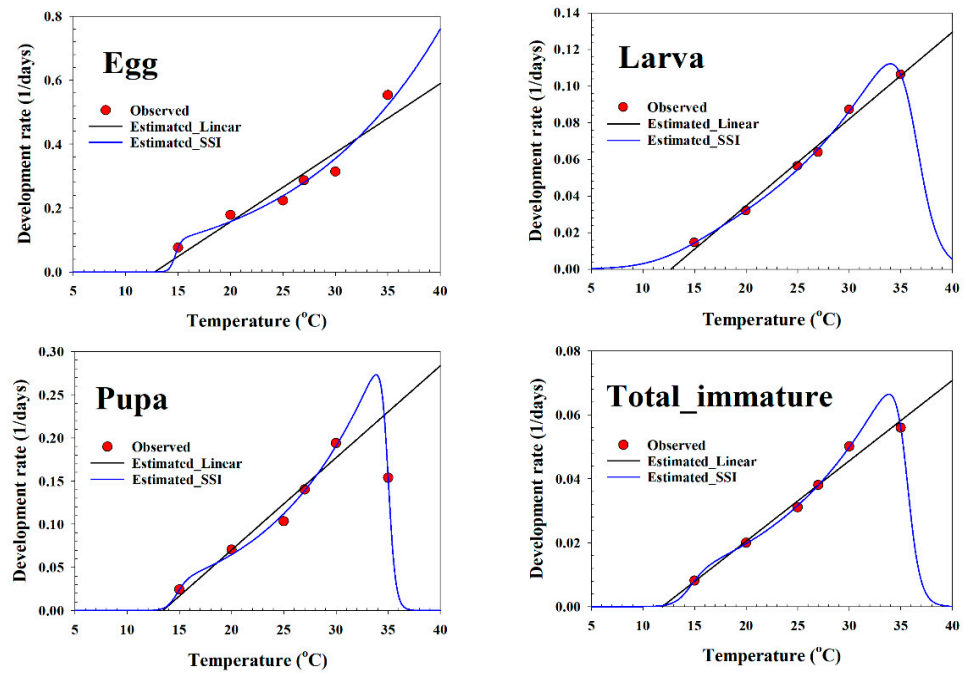 Egg
Observed
Estimated_Linear
Estimated_SSI
Development rate (1/days)
0.8
0.6
0.4
0.2
0.0
5 10 15 20 25 30 35 40
Temperature (°C)
Larva
Observed
Estimated_Linear
Estimated_SSI
Development rate (1/days)
0.14
0.12
0.10
0.08
0.06
0.04
0.02
0.00
5 10 15 20 25 30 35 40
Temperature (°C)
Pupa
Observed
Estimated_Linear
Estimated_SSI
Development rate (1/days)
0.30
0.25
0.20
0.15
0.10
0.05
0.00
5 10 15 20 25 30 35 40
Temperature (°C)
Total_immature
Observed
Estimated_Linear
Estimated_SSI
Development rate (1/days)
0.08
0.06
0.04
0.02
0.00
5 10 15 20 25 30 35 40
Temperature (°C)